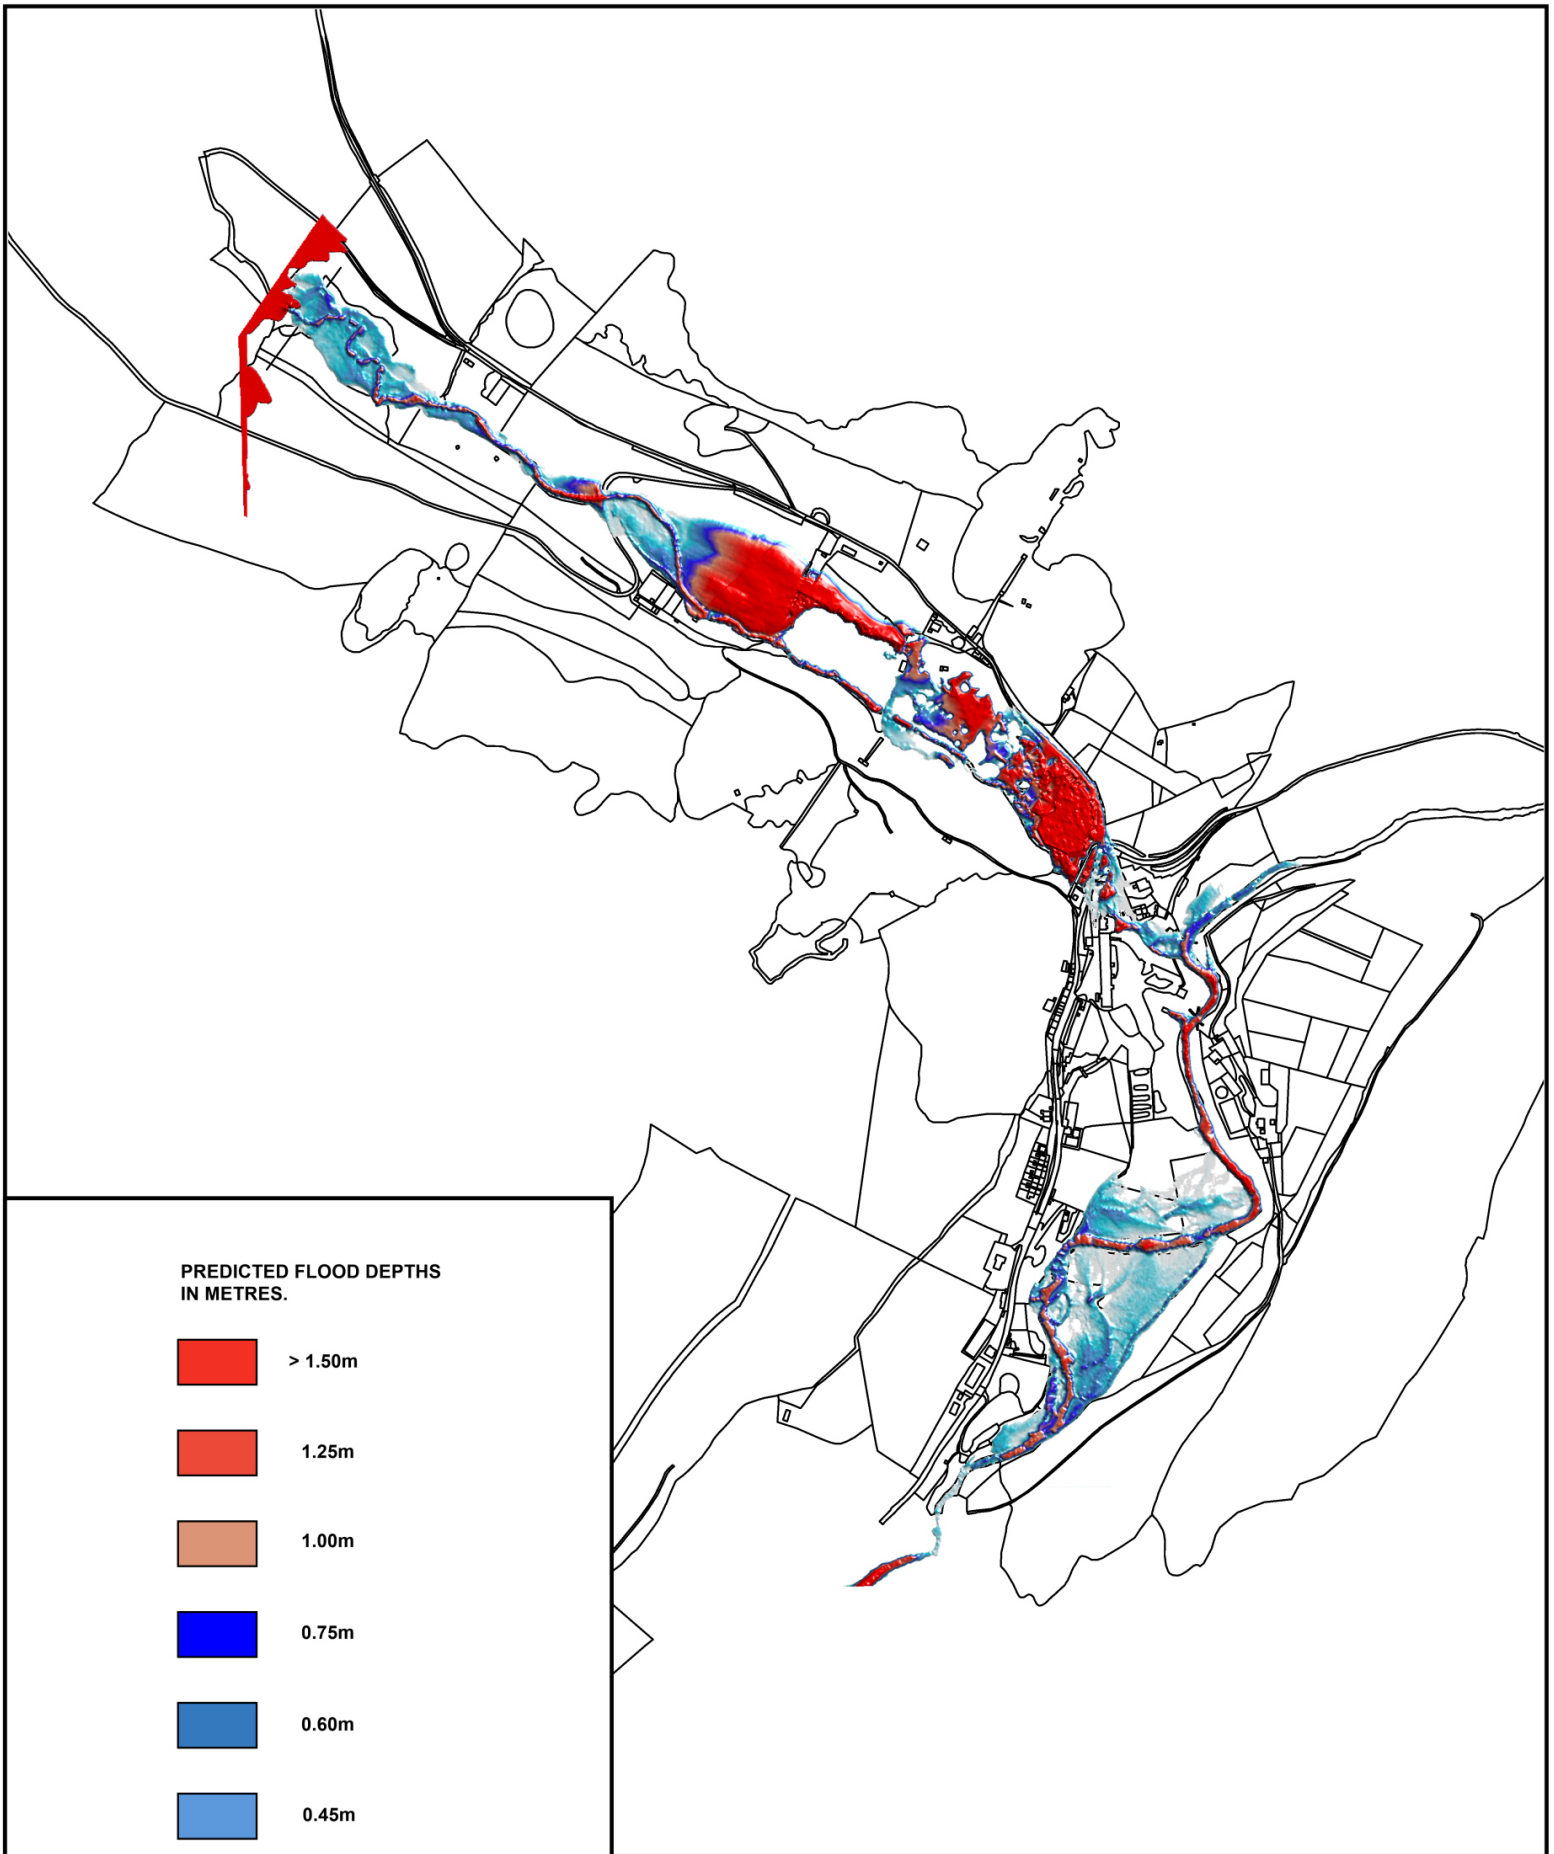 PREDICTED FLOOD DEPTHS
IN METRES.
> 1.50m
1.25m
1.00m
0.75m
0.60m
0.45m